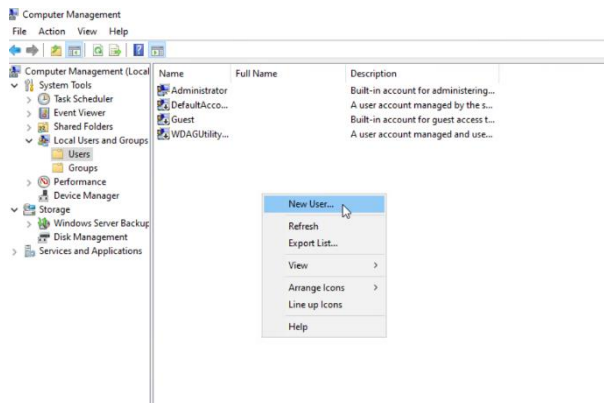 Computer Management
File Action View Help
Computer Management (Local
System Tools
Task Scheduler
Event Viewer
Shared Folders
Local Users and Groups
Users
Groups
Performance
Device Manager
Storage
Windows Server Backup
Disk Management
Services and Applications
Name Full Name Description
Administrator Built-in account for administering...
DefaultAcco... A user account managed by the s...
Guest Built-in account for guest access t...
WDAGUtility... A user account managed and use...
New User...
Refresh
Export List...
View
Arrange Icons
Line up Icons
Help